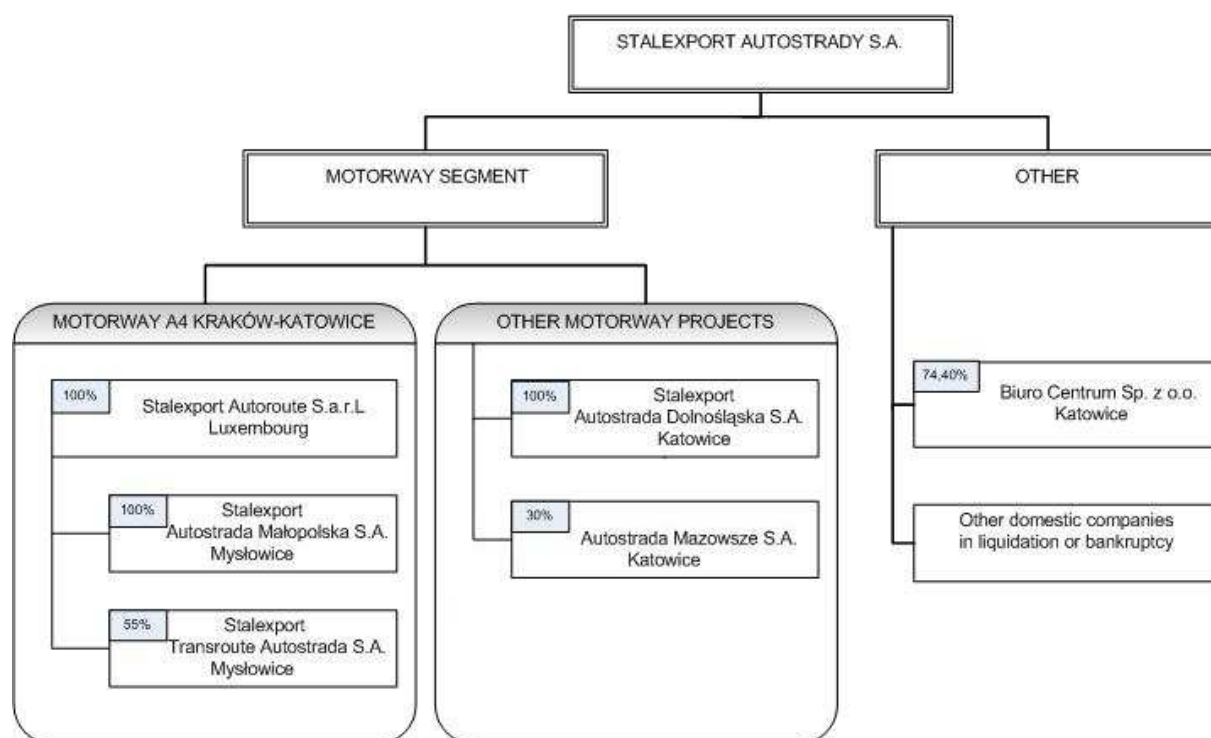 STALEXPORT AUTOSTRADY S.A.
MOTORWAY SEGMENT
OTHER
MOTORWAY A4 KRAKÓW-KATOWICE
100%
Stalexport Autoroute S.a.r.L
Luxembourg
100%
Stalexport
Autostrada Małopolska S.A.
Mysłowice
55%
Stalexport
Transroute Autostrada S.A.
Mysłowice
OTHER MOTORWAY PROJECTS
100%
Stalexport
Autostrada Dolnośląska S.A.
Katowice
30%
Autostrada Mazowsze S.A.
Katowice
74,40%
Biuro Centrum Sp. z o.o.
Katowice
Other domestic companies
in liquidation or bankruptcy